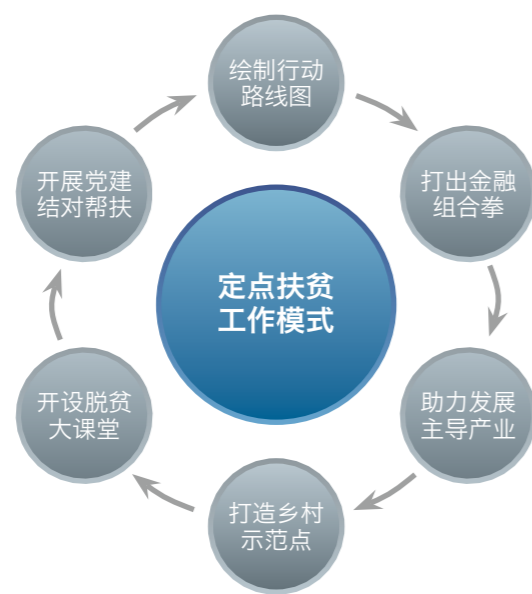 绘制行动
路线图
打出金融
组合拳
助力发展
主导产业
打造乡村
示范点
开设脱贫
大课堂
开展党建
结对帮扶
定点扶贫
工作模式